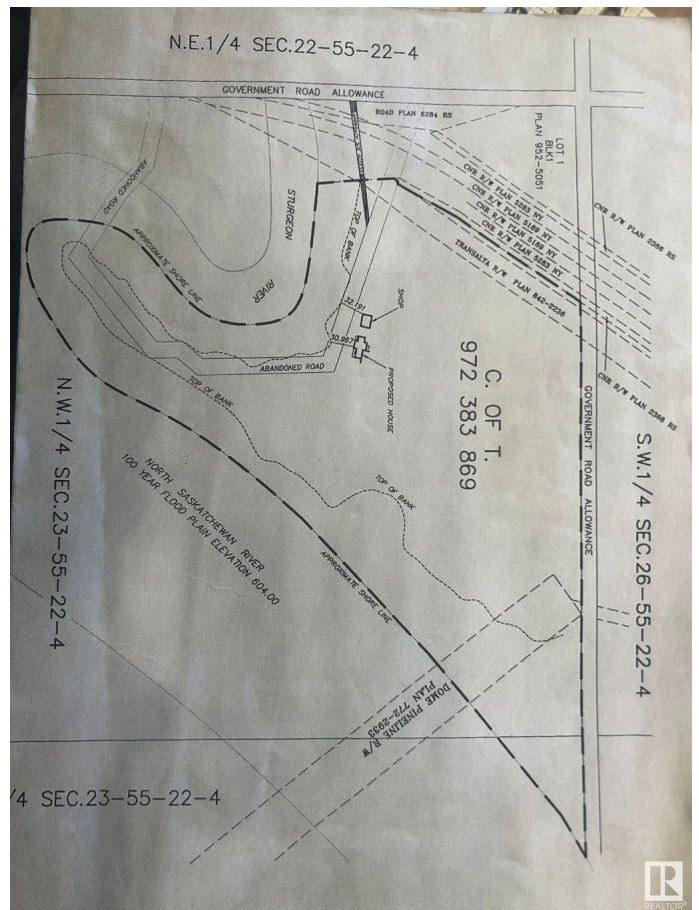 N.E.1/4 SEC.22-55-22-4
GOVERNMENT ROAD ALLOWANCE
ROAD PLAN 6284 RS
LOT 1
BLK1
PLAN 952-5051
CNR R/W PLAN 2366 RS
CNR R/W PLAN 5283 NY
CNR R/W PLAN 5169 NY
CNR R/W PLAN 5169 NY
CNR R/W PLAN 5283 NY
TRANSALTA R/W PLAN 842-2236
ABANDONED ROAD
STURGEON
RIVER
TOP OF BANK
APPROXIMATE SHORE LINE
SHOP
32.191
30.967
PROPOSED HOUSE
ABANDONED ROAD
TOP OF BANK
C. OF T.
972 383 869
CNR R/W PLAN 2366 RS
GOVERNMENT ROAD ALLOWANCE
S.W.1/4 SEC.26-55-22-4
N.W.1/4 SEC.23-55-22-4
NORTH SASKATCHEWAN RIVER
100 YEAR FLOOD PLAIN ELEVATION 604.00
TOP OF BANK
APPROXIMATE SHORE LINE
DOME PIPELINE R/W
PLAN 772-2933
/4 SEC.23-55-22-4
R
REALTOR®